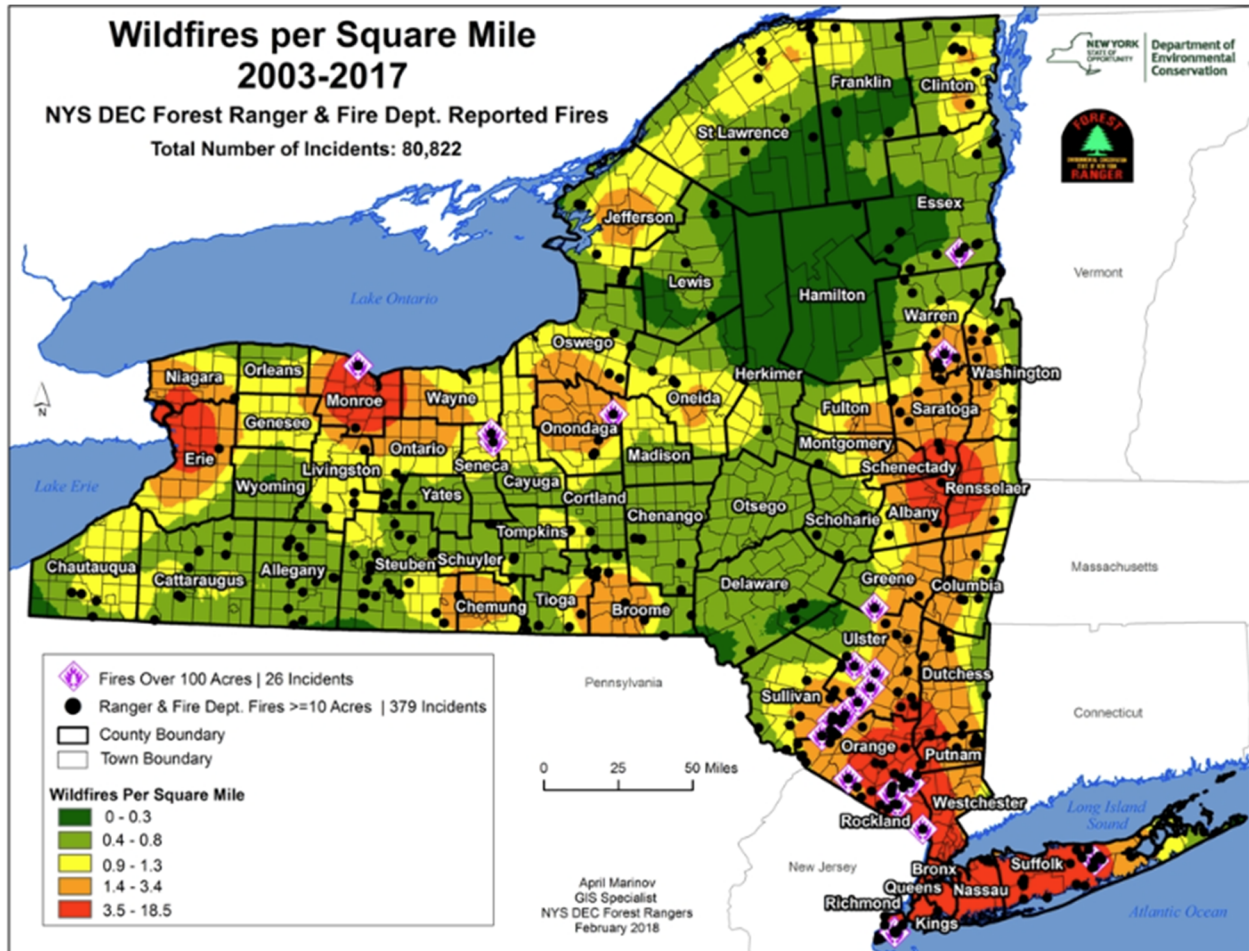 Wildfires per Square Mile
2003-2017
NYS DEC Forest Ranger & Fire Dept. Reported Fires
Total Number of Incidents: 80,822
NEW YORK
STATE OF
OPPORTUNITY
Department of
Environmental
Conservation
FOREST
ENVIRONMENTAL CONSERVATION
STATE OF NEW YORK
RANGER
Franklin
Clinton
St Lawrence
Essex
Jefferson
Vermont
Lewis
Hamilton
Lake Ontario
Warren
Oswego
Herkimer
Washington
Niagara
Orleans
Monroe
Wayne
Oneida
Fulton
Saratoga
N
Genesee
Onondaga
Montgomery
Ontario
Erie
Livingston
Seneca
Madison
Schenectady
Lake Erie
Wyoming
Yates
Cayuga
Cortland
Rensselaer
Otsego
Albany
Chenango
Schoharie
Tompkins
Chautauqua
Cattaraugus
Allegany
Steuben
Schuyler
Massachusetts
Delaware
Greene
Columbia
Chemung
Tioga
Broome
Ulster
Fires Over 100 Acres | 26 Incidents
Ranger & Fire Dept. Fires >=10 Acres | 379 Incidents
County Boundary
Town Boundary
Pennsylvania
Sullivan
Dutchess
Connecticut
Orange
Putnam
0 25 50 Miles
Wildfires Per Square Mile
0 - 0.3
0.4 - 0.8
0.9 - 1.3
1.4 - 3.4
3.5 - 18.5
Westchester
Rockland
Long Island
Sound
New Jersey
Bronx
Suffolk
Queens
Nassau
Richmond
Kings
Atlantic Ocean
April Marinov
GIS Specialist
NYS DEC Forest Rangers
February 2018